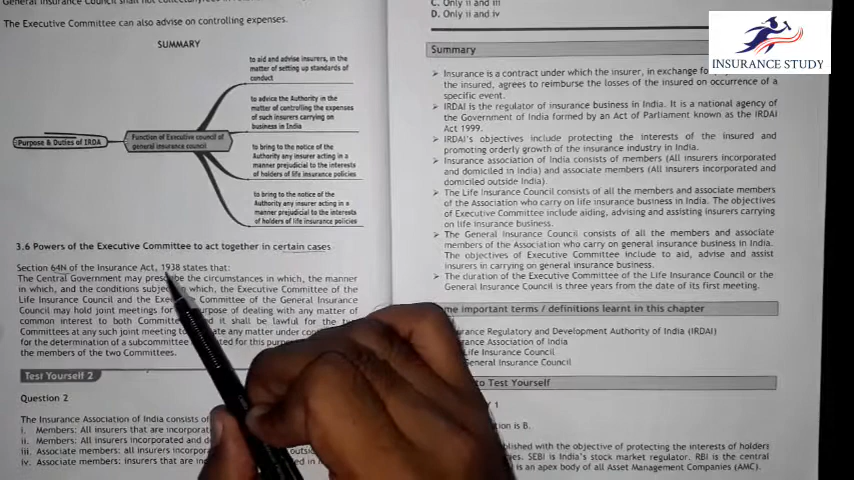 The Executive Committee can also advise on controlling expenses.
SUMMARY
Purpose & Duties of IRDA
Function of Executive council of
general insurance council
to aid and advise insurers, in the
matter of setting up standards of
conduct
to advice the Authority in the
matter of controlling the expenses
of such insurers carrying on
business in India
to bring to the notice of the
Authority any insurer acting in a
manner prejudicial to the interests
of holders of life insurance policies
to bring to the notice of the
Authority any insurer acting in a
manner prejudicial to the interests
of holders of life insurance policies
3.6 Powers of the Executive Committee to act together in certain cases
Section 64N of the Insurance Act, 1938 states that:
The Central Government may prescribe the circumstances in which, the manner
in which, and the conditions subject which, the Executive Committee of the
Life Insurance Council and the Committee of the General Insurance
Council may hold joint meetings for purpose of dealing with any matter of
common interest to both it shall be lawful for the
Committees at any such joint meeting any matter under
for the determination of a subcommittee for this
the members of the two Committees.
Test Yourself 2
Question 2
The Insurance Association of India consists of
i. Members: All insurers that are
ii. Members: All insurers incorporated and
iii. Associate members: all insurers
iv. Associate members: insurers that are
C. Only ii and iii
D. Only ii and iv
INSURANCE STUDY
Summary
Insurance is a contract under which the insurer, in exchange
the insured, agrees to reimburse the losses of the insured on occurrence of a
specific event.
IRDAI is the regulator of insurance business in India. It is a national agency of
the Government of India formed by an Act of Parliament known as the IRDAI
Act 1999.
IRDAI's objectives include protecting the interests of the insured and
promoting orderly growth of the insurance industry in India.
Insurance association of India consists of members (All insurers incorporated
and domiciled in India) and associate members (All insurers incorporated and
domiciled outside India).
The Life Insurance Council consists of all the members and associate members
of the Association who carry on life insurance business in India. The objectives
of Executive Committee include aiding, advising and assisting insurers carrying
on life insurance business.
The General Insurance Council consists of all the members and associate
members of the Association who carry on general insurance business in India.
The objectives of Executive Committee include to aid, advise and assist
insurers in carrying on general insurance business.
The duration of the Executive Committee of the Life Insurance Council or the
General Insurance Council is three years from the date of its first meeting.
important terms / definitions learnt in this chapter
Regulatory and Development Authority of India (IRDAI)
Association of India
Life Insurance Council
General Insurance Council
to Test Yourself
1
is B.
with the objective of protecting the interests of holders
SEBI is India's stock market regulator. RBI is the central
is an apex body of all Asset Management Companies (AMC).